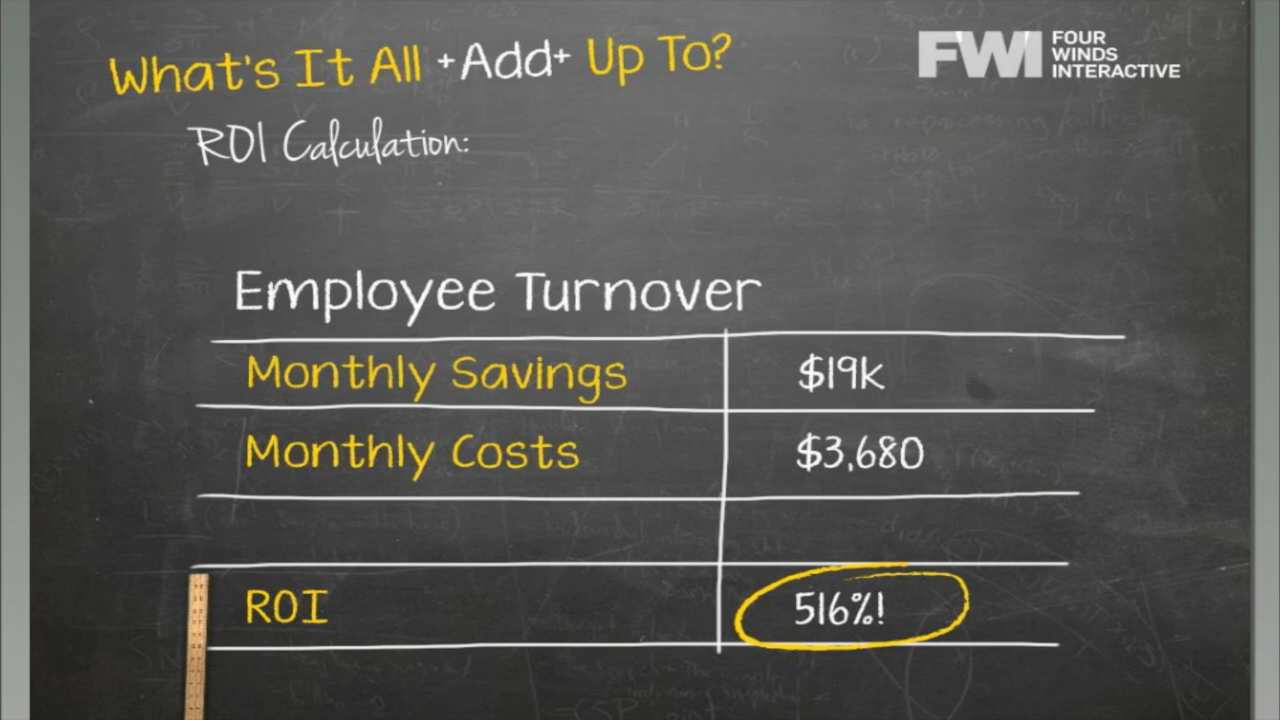 What's It All +Add+ Up To?
FWI FOUR
WINDS
INTERACTIVE
ROI Calculation:
Employee Turnover
Monthly Savings $19k
Monthly Costs $3,680
ROI 516%!